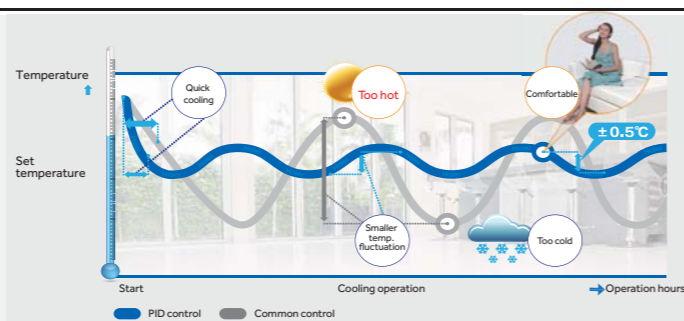 Temperature
Quick
cooling
Too hot
Comfortable
± 0.5℃
Set
temperature
Smaller
temp.
fluctuation
Too cold
Start
Cooling operation
Operation hours
PID control
Common control